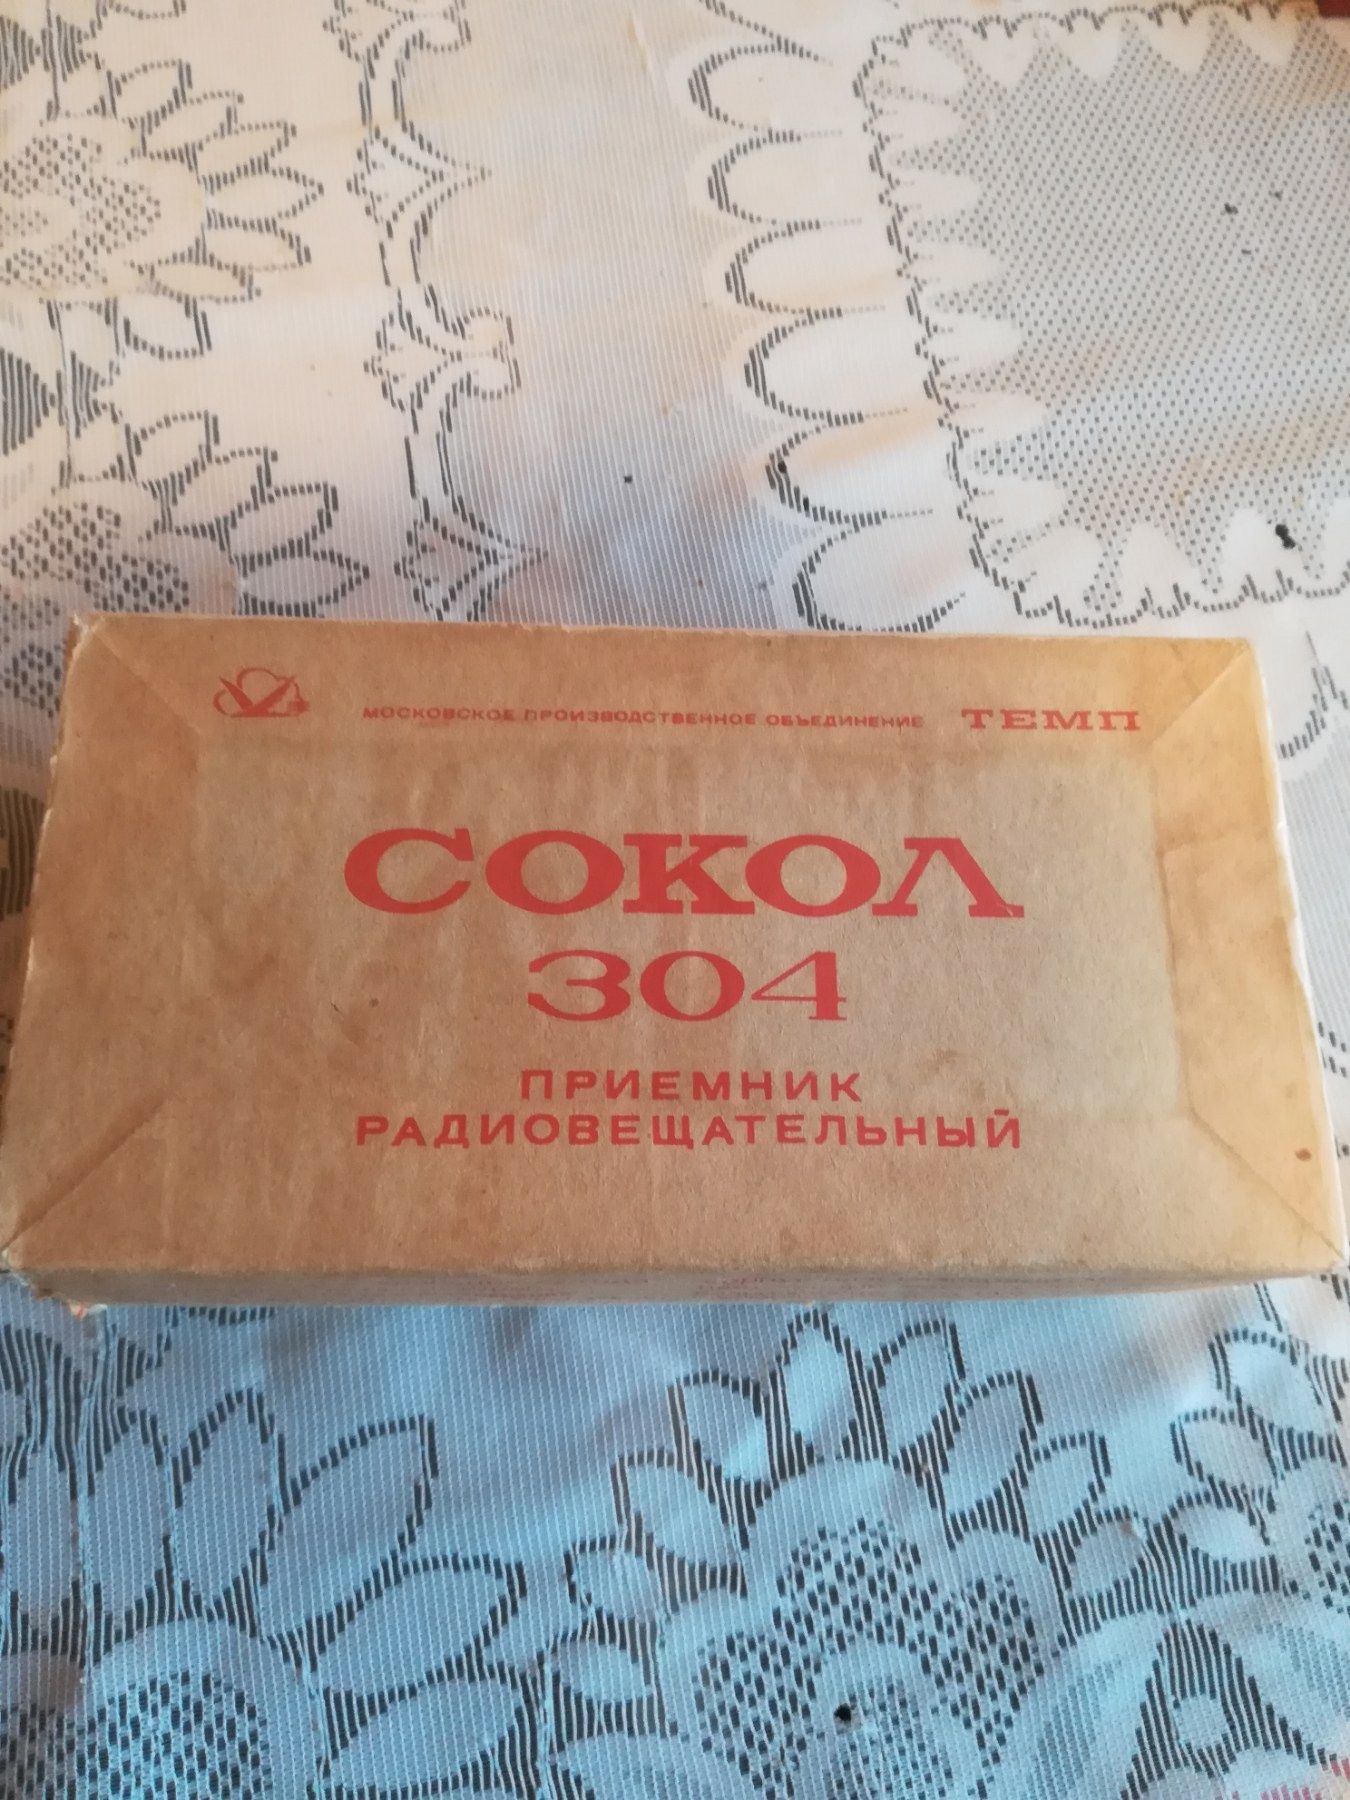 МОСКОВСКОЕ ПРОИЗВОДСТВЕННОЕ ОБЪЕДИНЕНИЕ ТЕМП
СОКОЛ
304
ПРИЕМНИК
РАДИОВЕЩАТЕЛЬНЫЙ